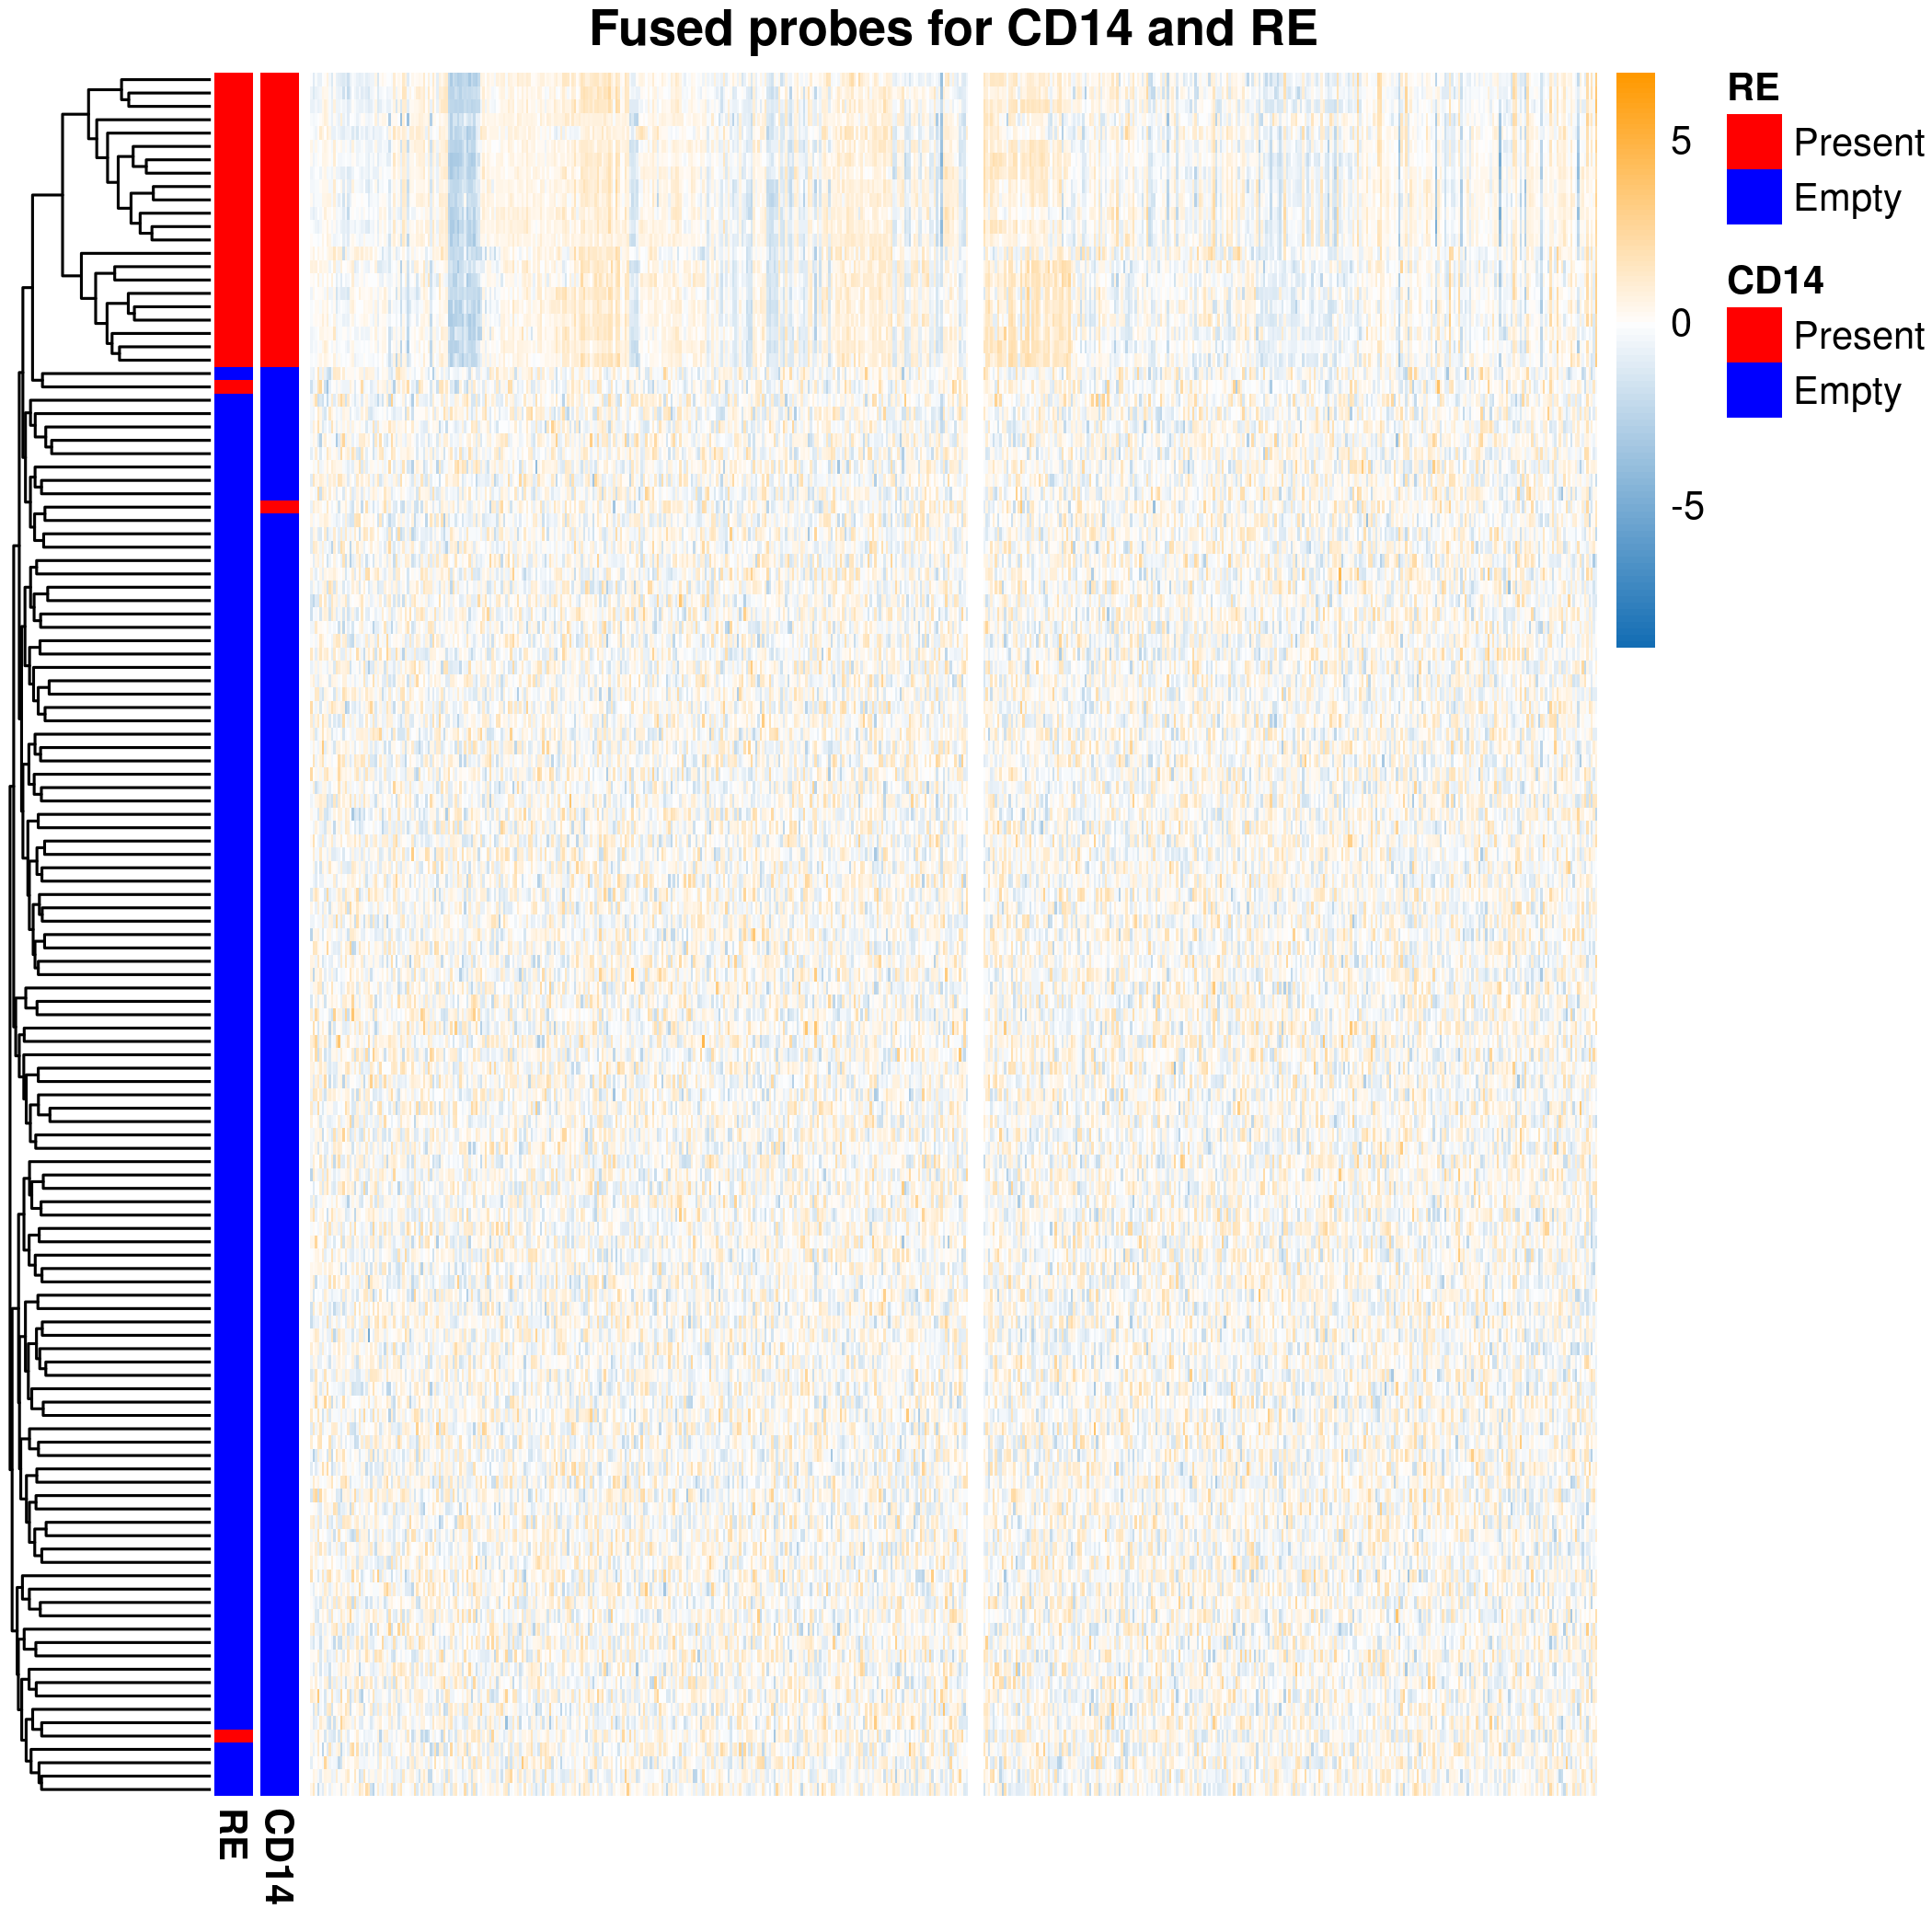 Fused probes for CD14 and RE
5
0
-5
RE
Present
Empty
CD14
Present
Empty
RE
CD14